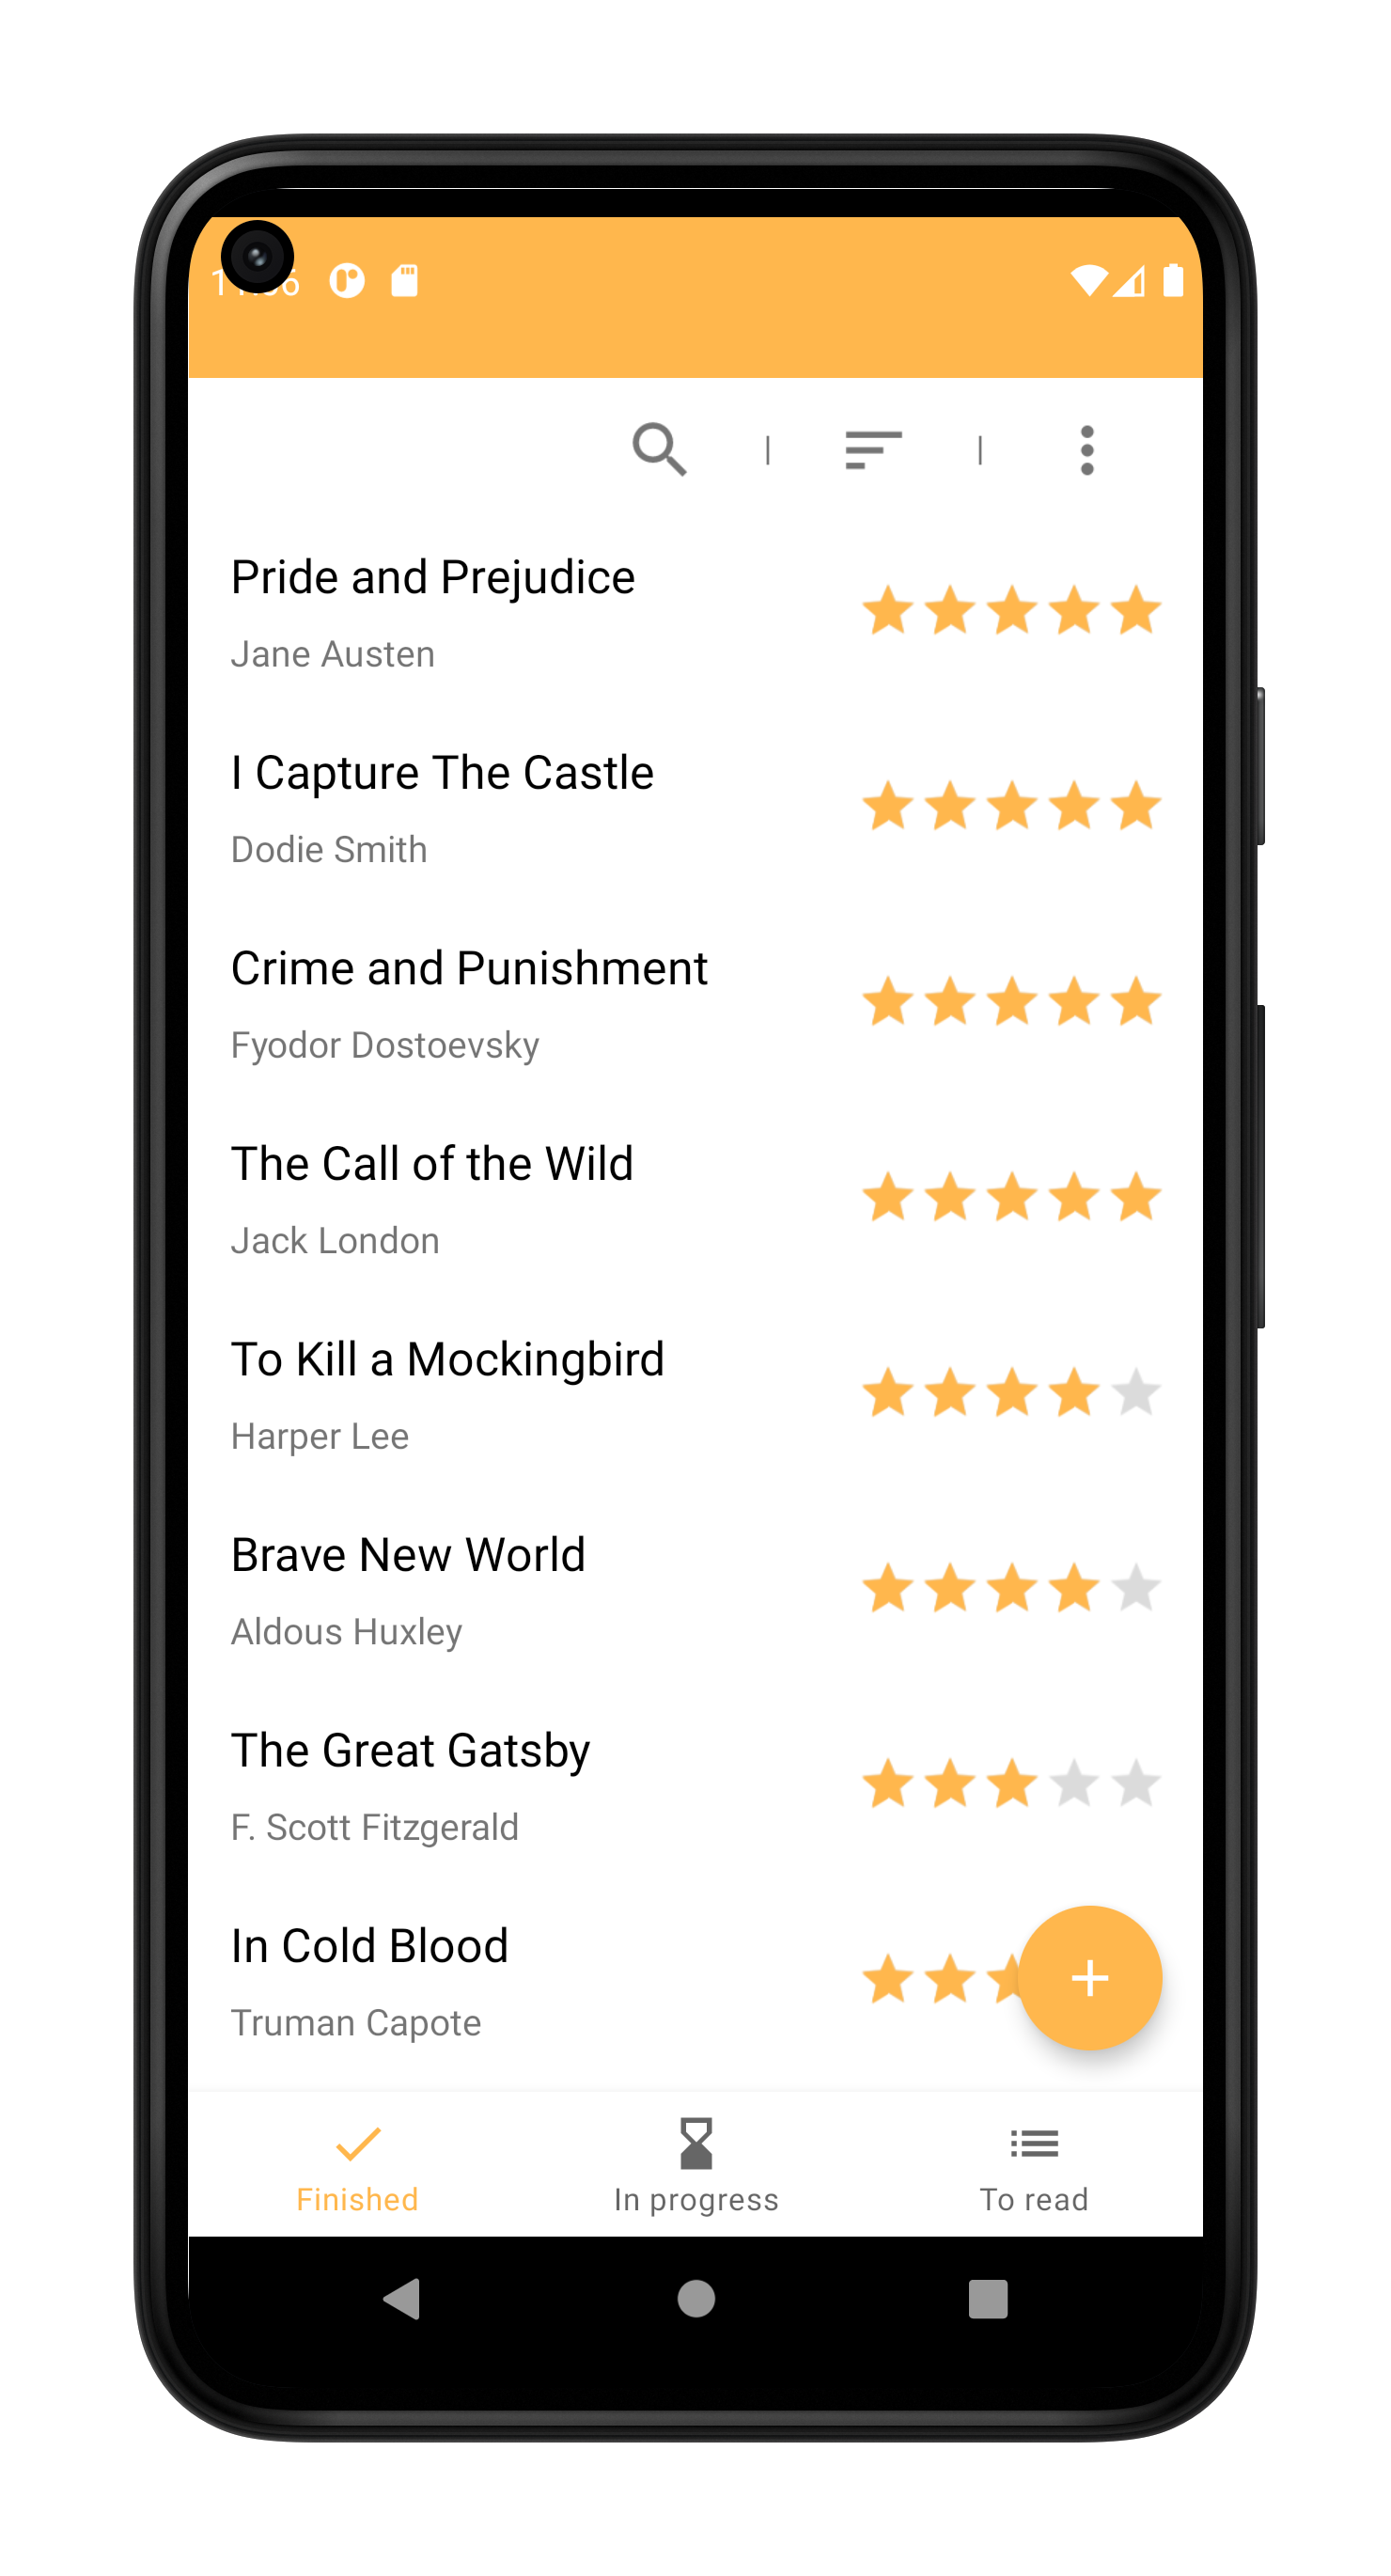 Pride and Prejudice
Jane Austen
I Capture The Castle
Dodie Smith
Crime and Punishment
Fyodor Dostoevsky
The Call of the Wild
Jack London
To Kill a Mockingbird
Harper Lee
Brave New World
Aldous Huxley
The Great Gatsby
F. Scott Fitzgerald
In Cold Blood
Truman Capote
Finished
In progress
To read